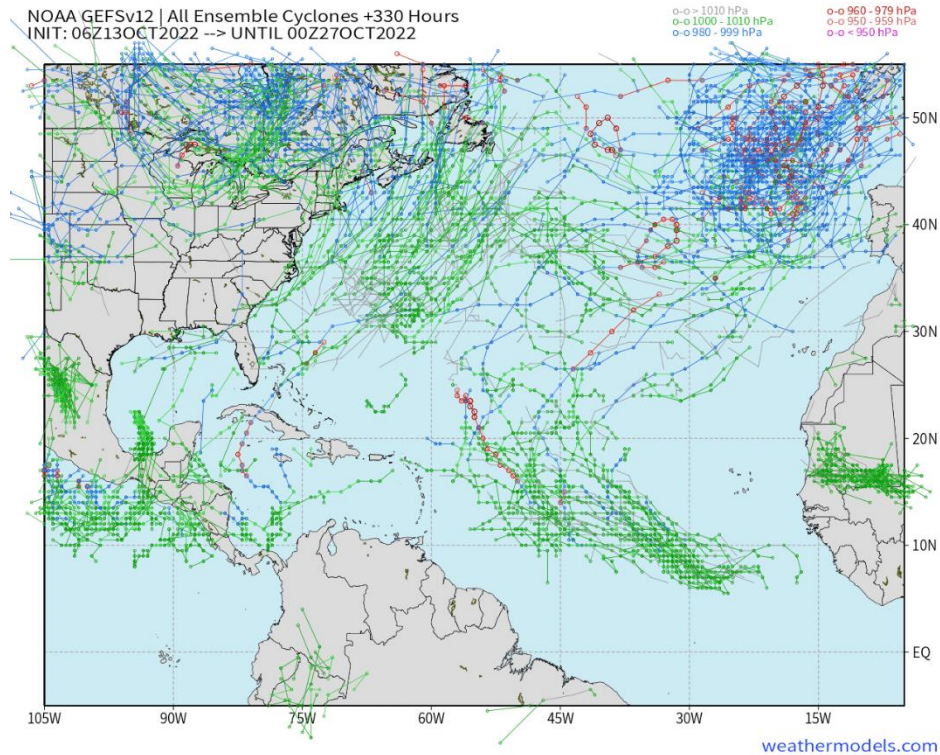 NOAA GEFSv12 | All Ensemble Cyclones +330 Hours
INIT: 06Z13OCT2022 --> UNTIL 00Z27OCT2022
o-o > 1010 hPa
o-o 1000 - 1010 hPa
o-o 980 - 999 hPa
o-o 960 - 979 hPa
o-o 950 - 959 hPa
o-o < 950 hPa
50N
40N
30N
20N
10N
EQ
105W 90W 75W 60W 45W 30W 15W
weathermodels.com